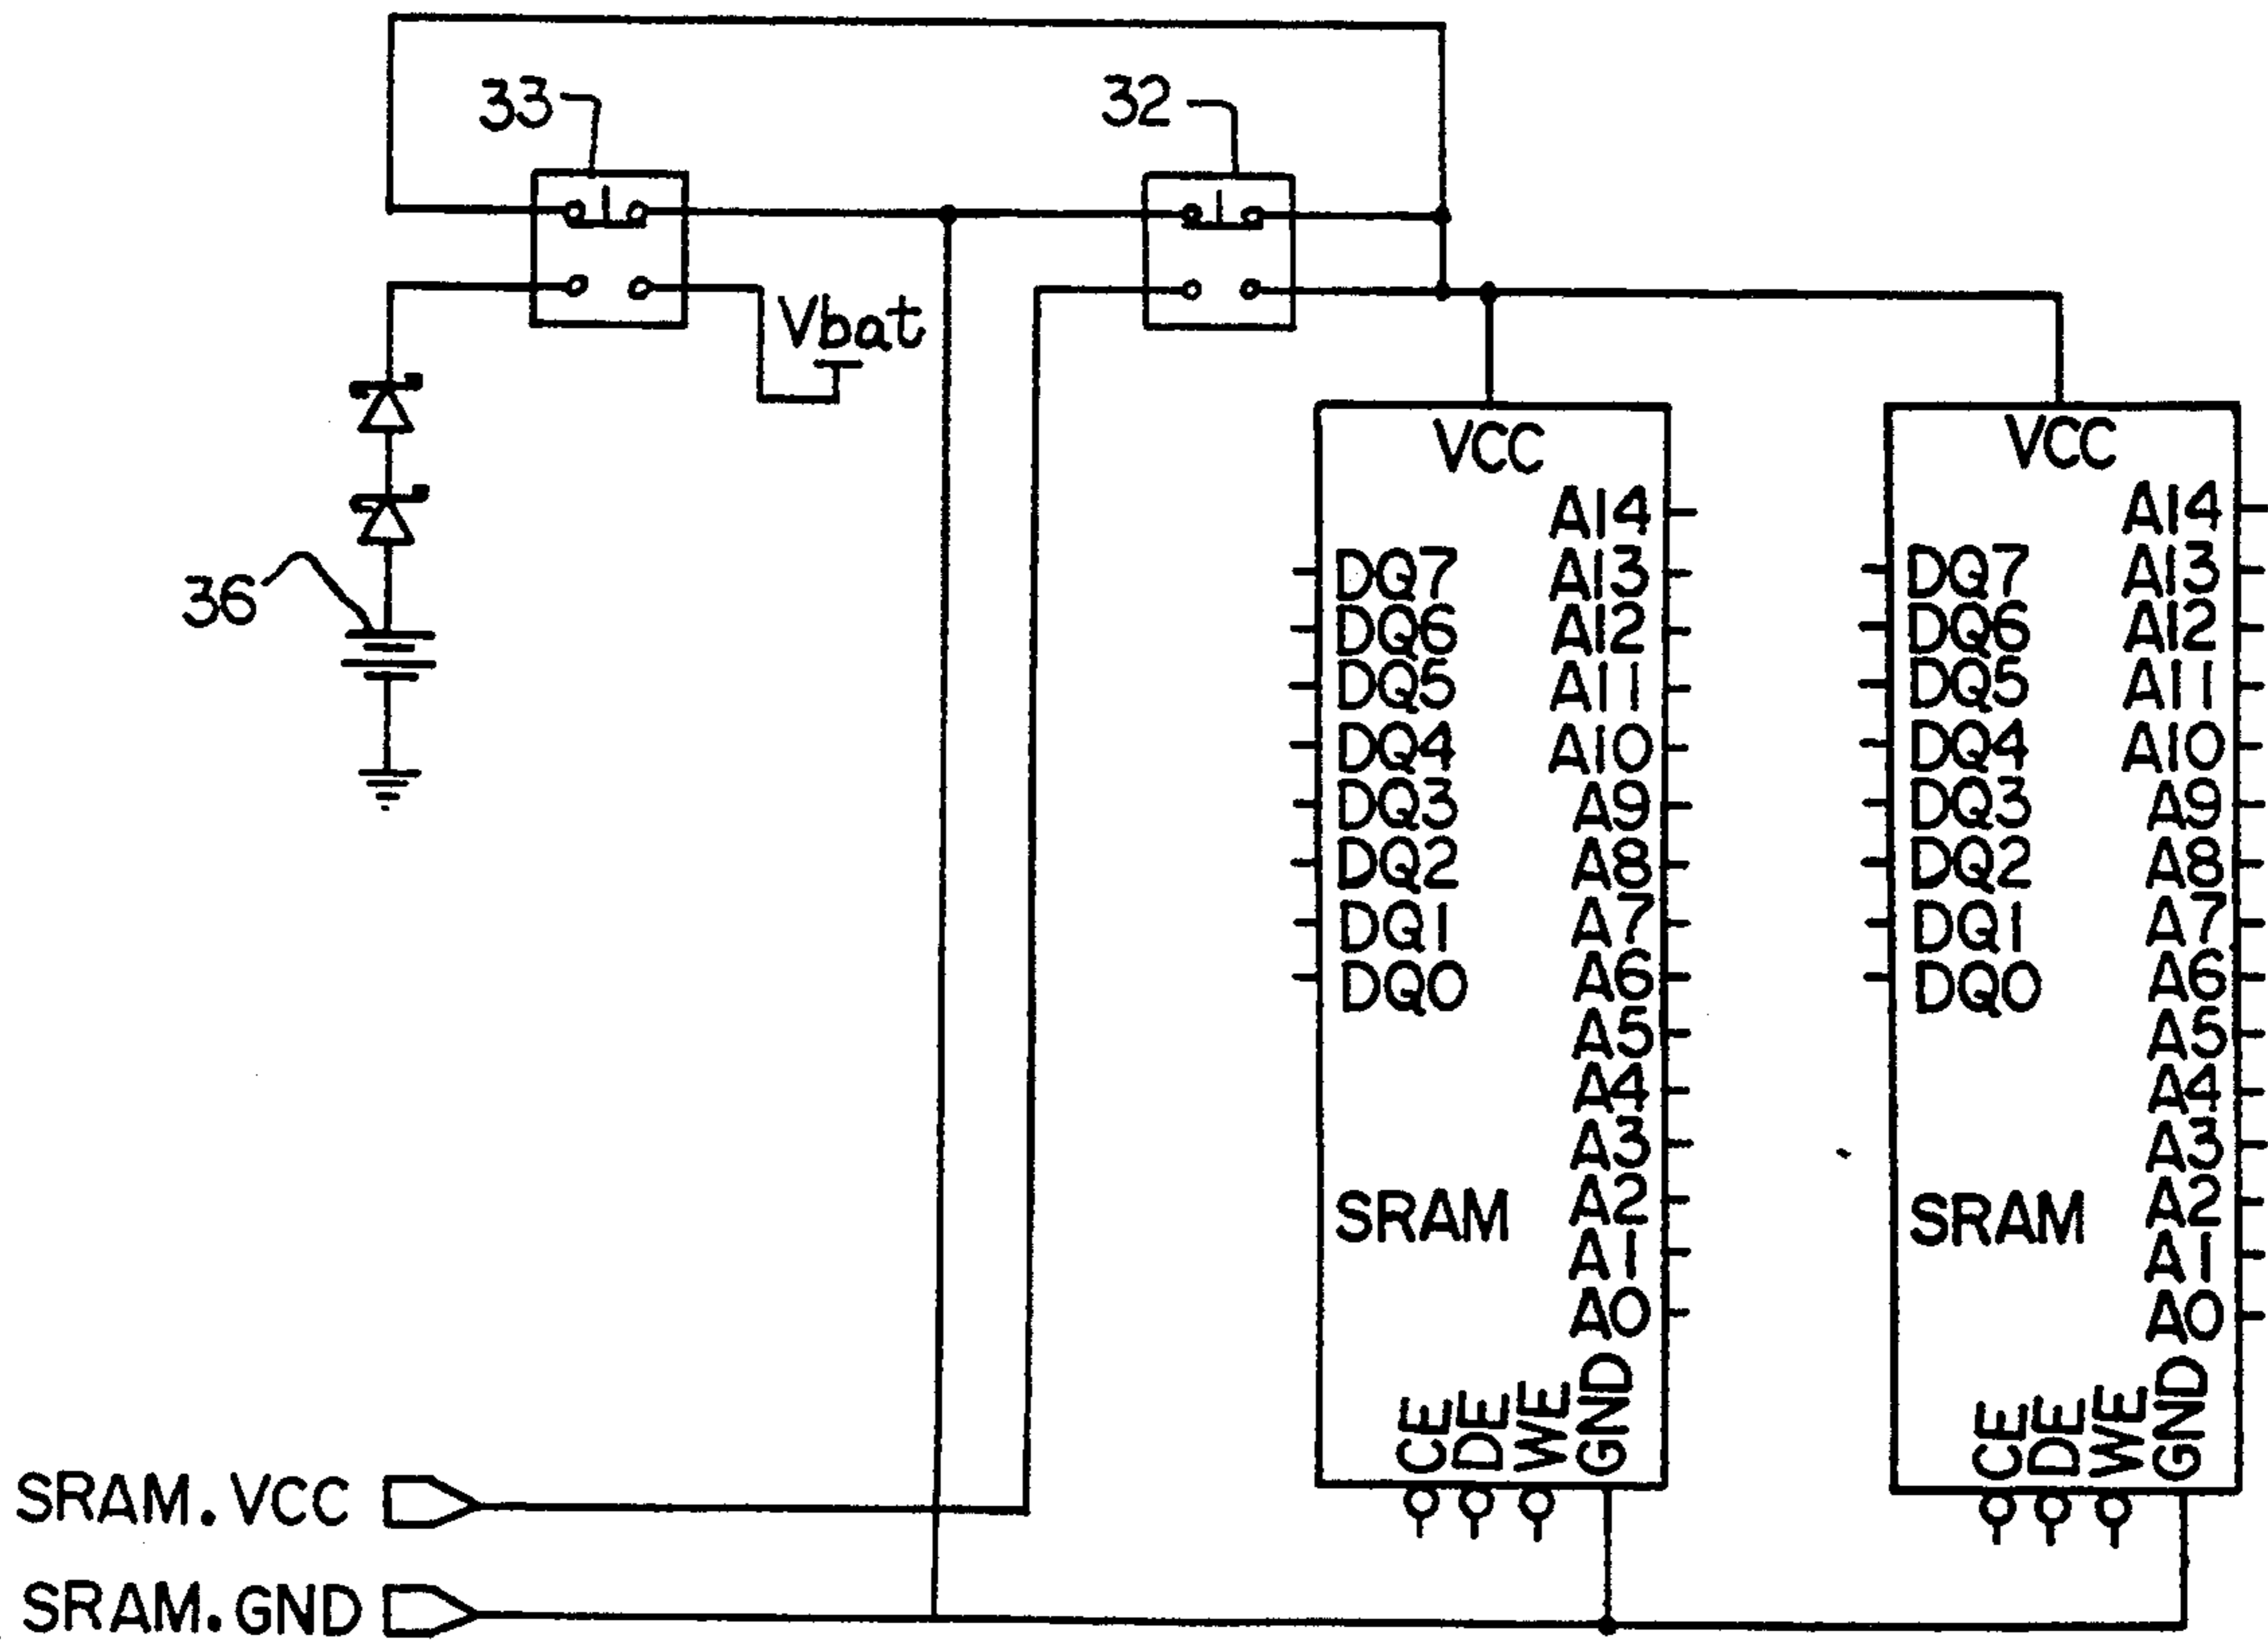 33
32
Vbat
36
VCC
A14
DQ7 A13
DQ6 A12
DQ5 A11
DQ4 A10
DQ3 A9
DQ2 A8
DQ1 A7
DQ0 A6
A5
A4
A3
SRAM A2
A1
A0
CE DE WE GND
VCC
A14
DQ7 A13
DQ6 A12
DQ5 A11
DQ4 A10
DQ3 A9
DQ2 A8
DQ1 A7
DQ0 A6
A5
A4
A3
SRAM A2
A1
A0
CE DE WE GND
SRAM.VCC
SRAM.GND